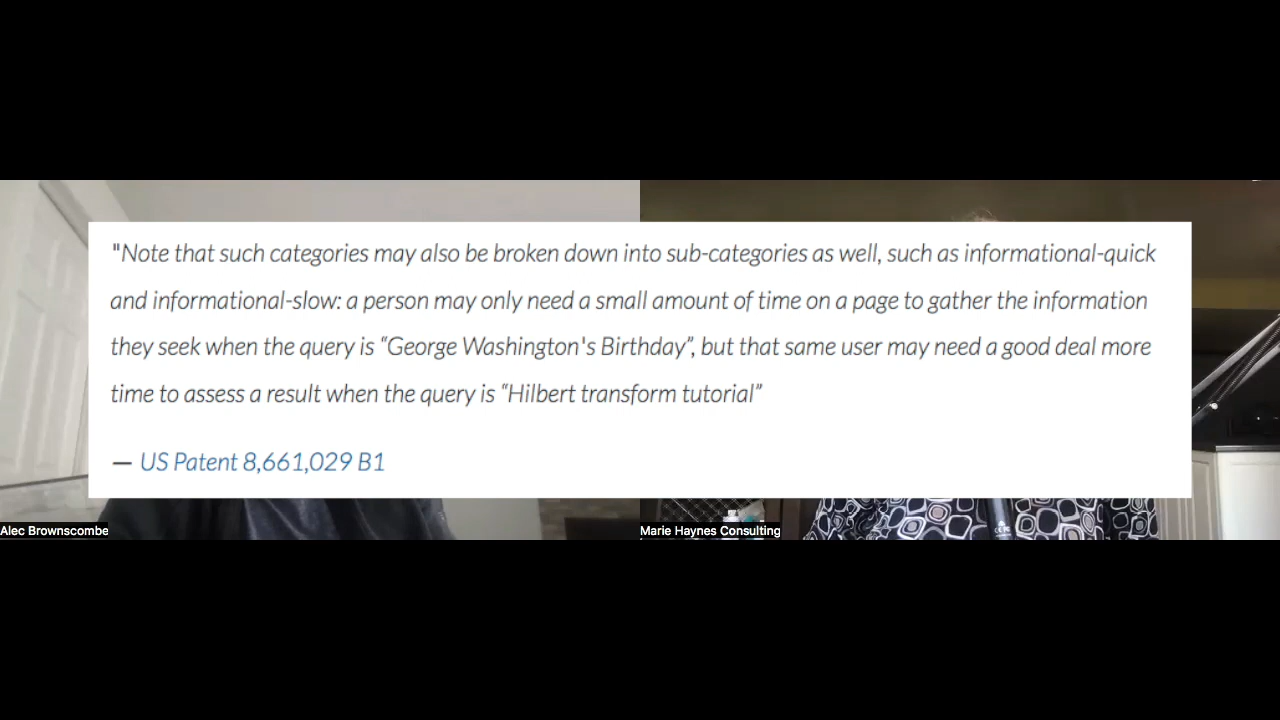 "Note that such categories may also be broken down into sub-categories as well, such as informational-quick
and informational-slow: a person may only need a small amount of time on a page to gather the information
they seek when the query is “George Washington's Birthday”, but that same user may need a good deal more
time to assess a result when the query is “Hilbert transform tutorial”
— US Patent 8,661,029 B1
Alec Brownscombe
Marie Haynes Consulting